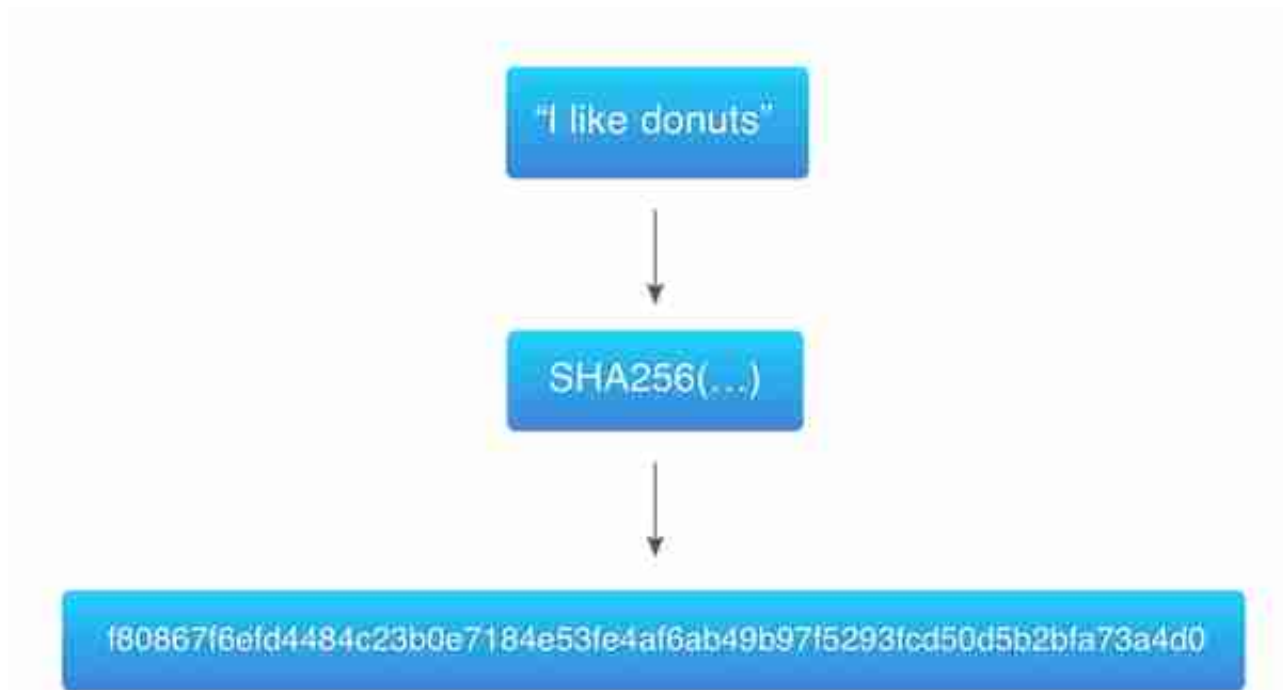 “I like donuts”
SHA256(...)
f80867f6efd4484c23b0e7184e53fe4af6ab49b97f5293fcd50d5b2bfa73a4d0